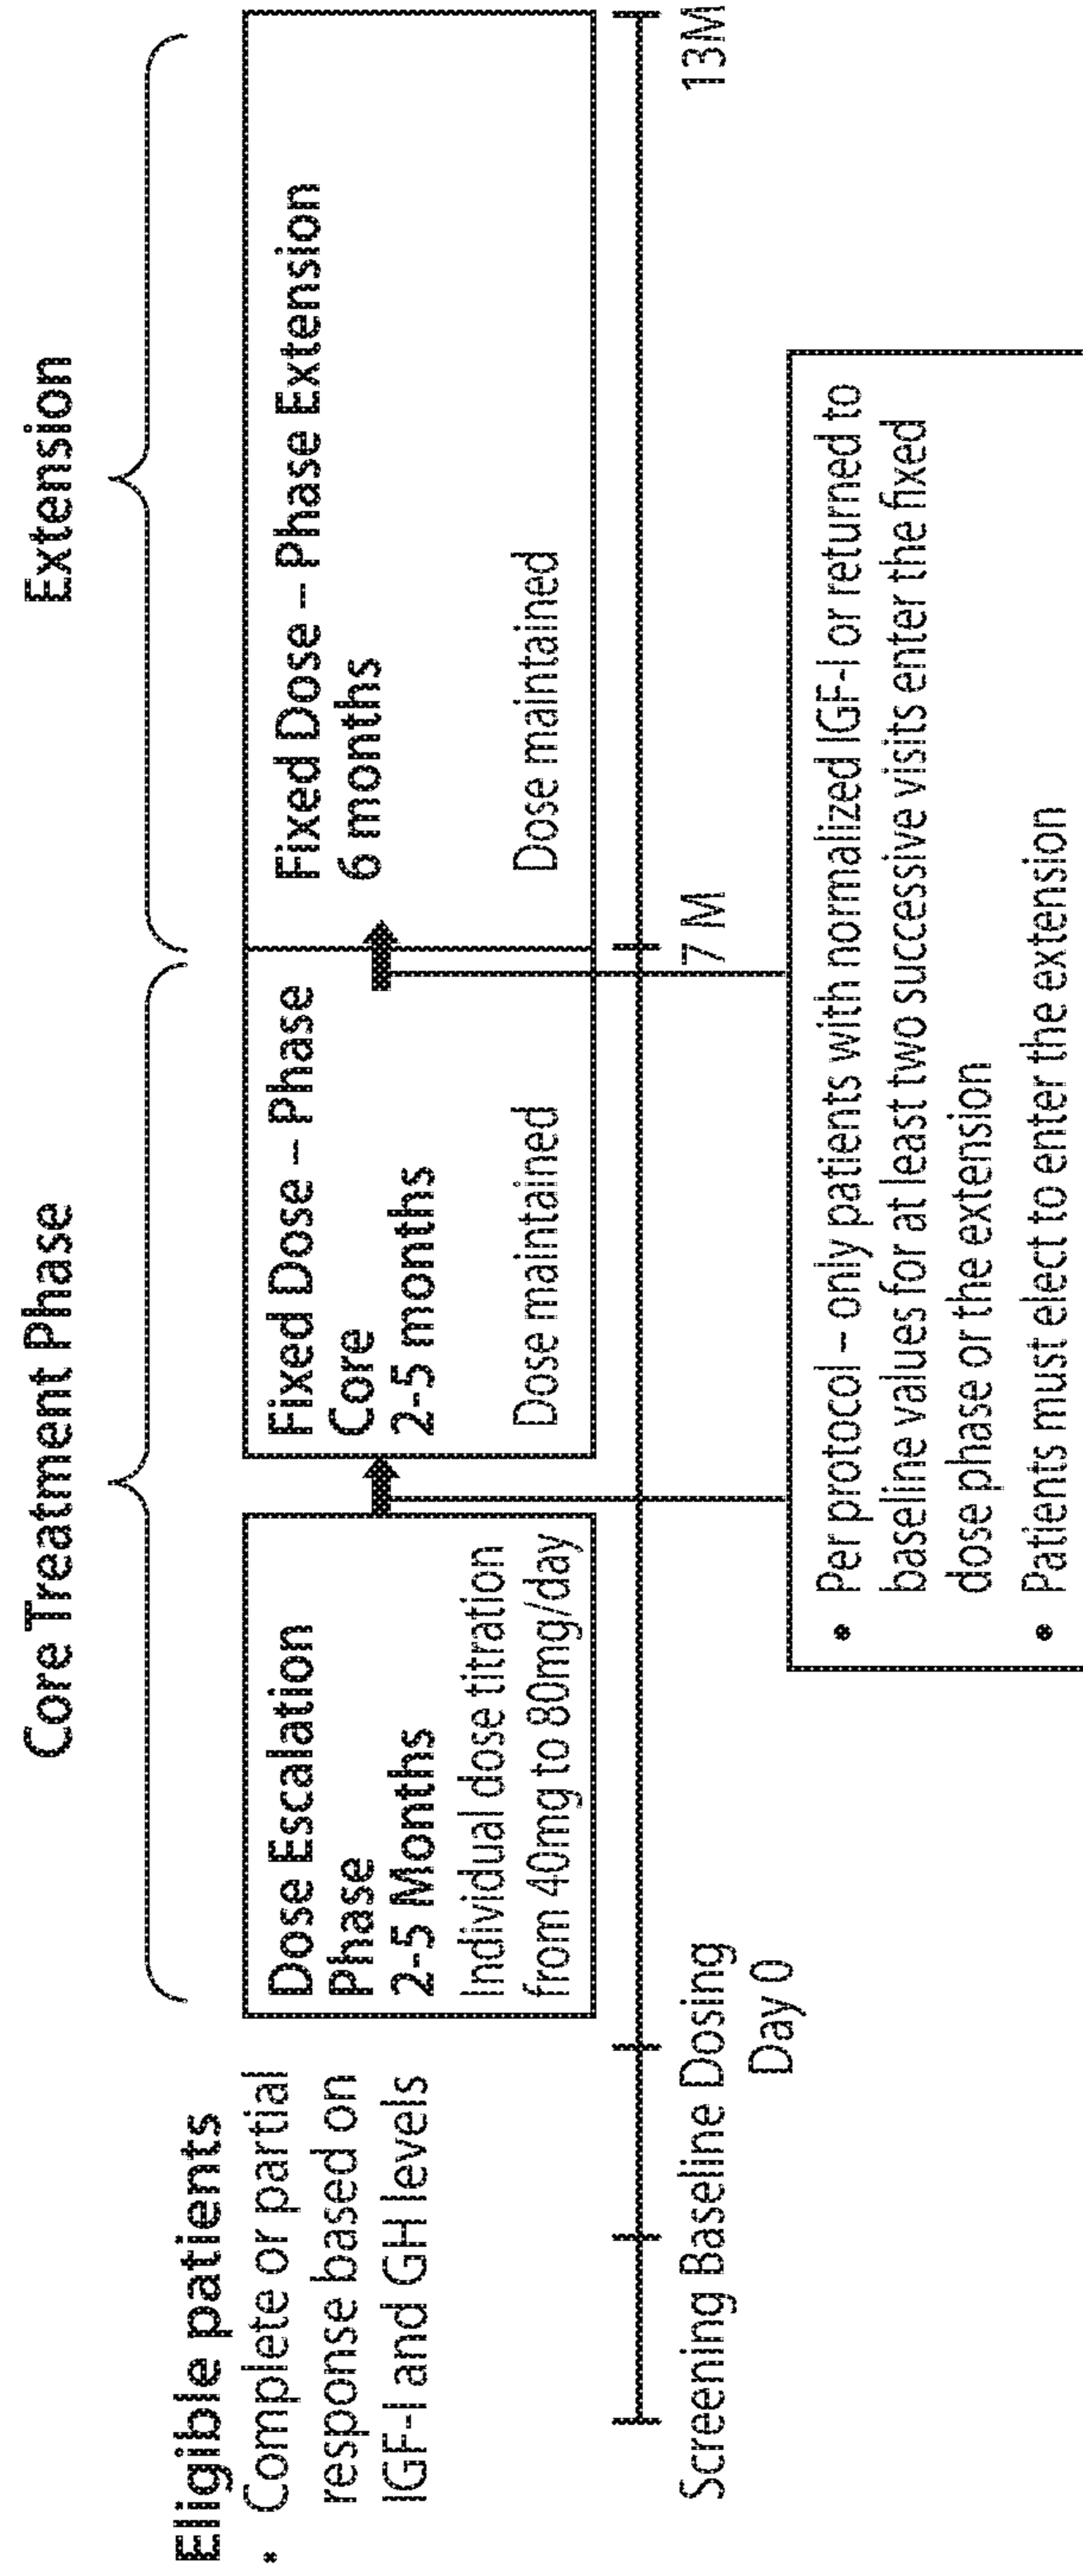 Core Treatment Phase
Extension
Eligible patients
• Complete or partial
response based on
IGF-I and GH levels
Dose Escalation
Phase
2-5 Months
Individual dose titration
from 40mg to 80mg/day
Fixed Dose – Phase
Core
2-5 months
Dose maintained
Fixed Dose – Phase Extension
6 months
Dose maintained
Screening Baseline Dosing
Day 0
7 M
13M
• Per protocol – only patients with normalized IGF-I or returned to
baseline values for at least two successive visits enter the fixed
dose phase or the extension
• Patients must elect to enter the extension